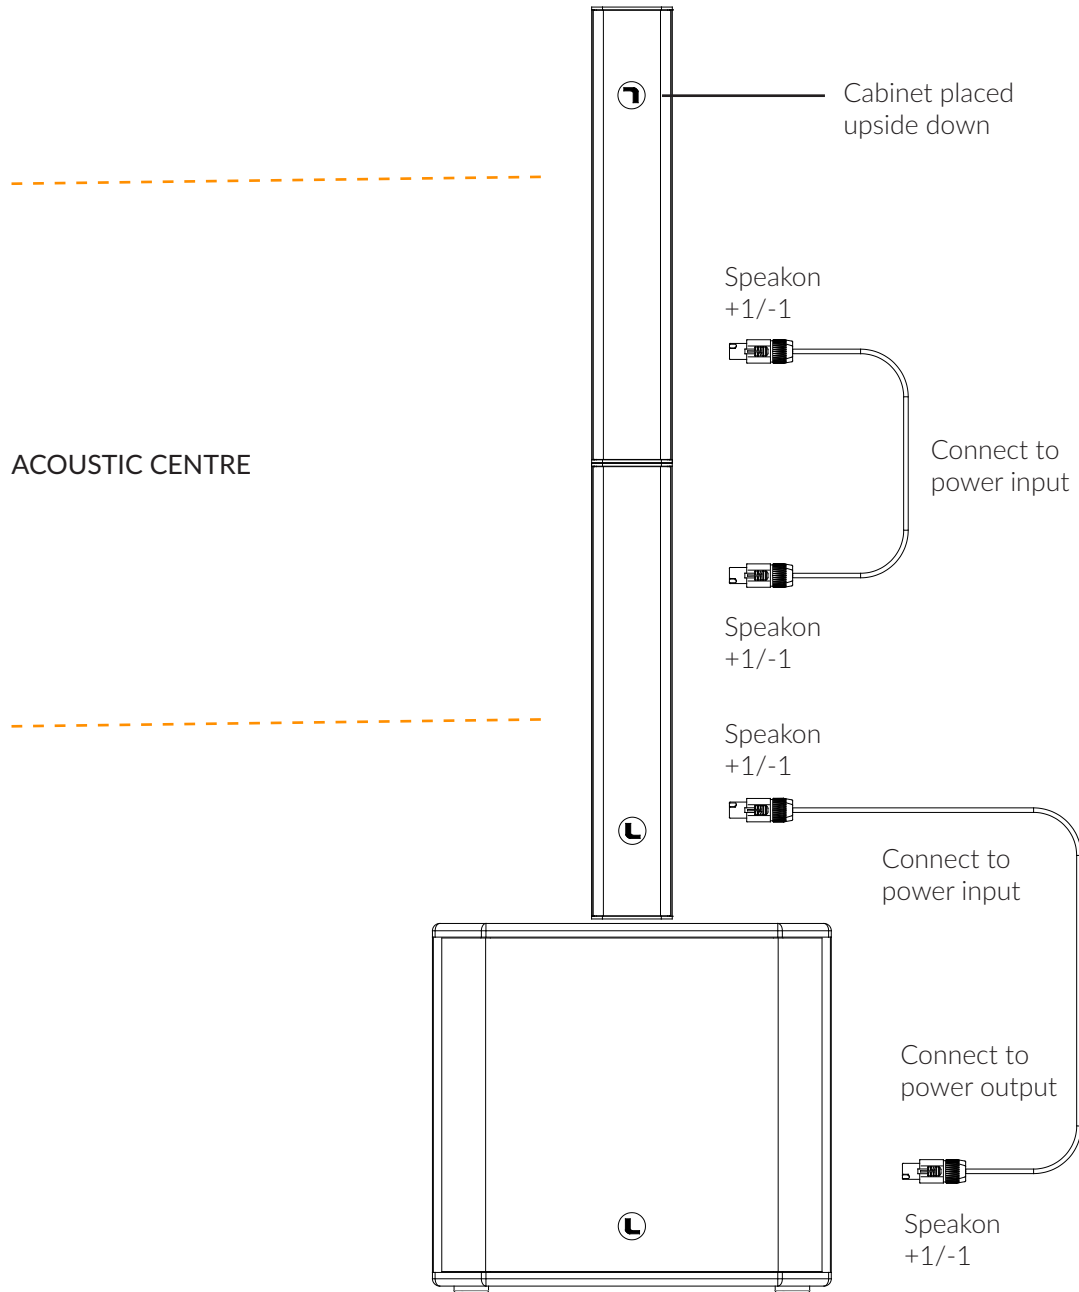 Cabinet placed
upside down
Speakon
+1/-1
Connect to
power input
ACOUSTIC CENTRE
Speakon
+1/-1
Speakon
+1/-1
Connect to
power input
Connect to
power output
Speakon
+1/-1